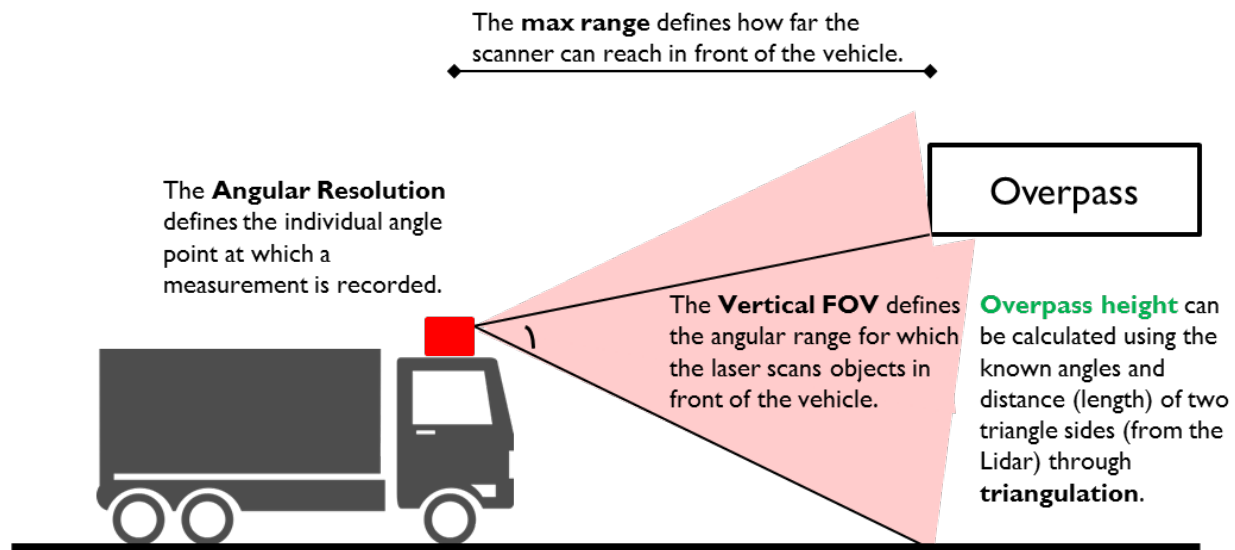 The max range defines how far the
scanner can reach in front of the vehicle.
The Angular Resolution
defines the individual angle
point at which a
measurement is recorded.
Overpass
The Vertical FOV defines
the angular range for which
the laser scans objects in
front of the vehicle.
Overpass height can
be calculated using the
known angles and
distance (length) of two
triangle sides (from the
Lidar) through
triangulation.